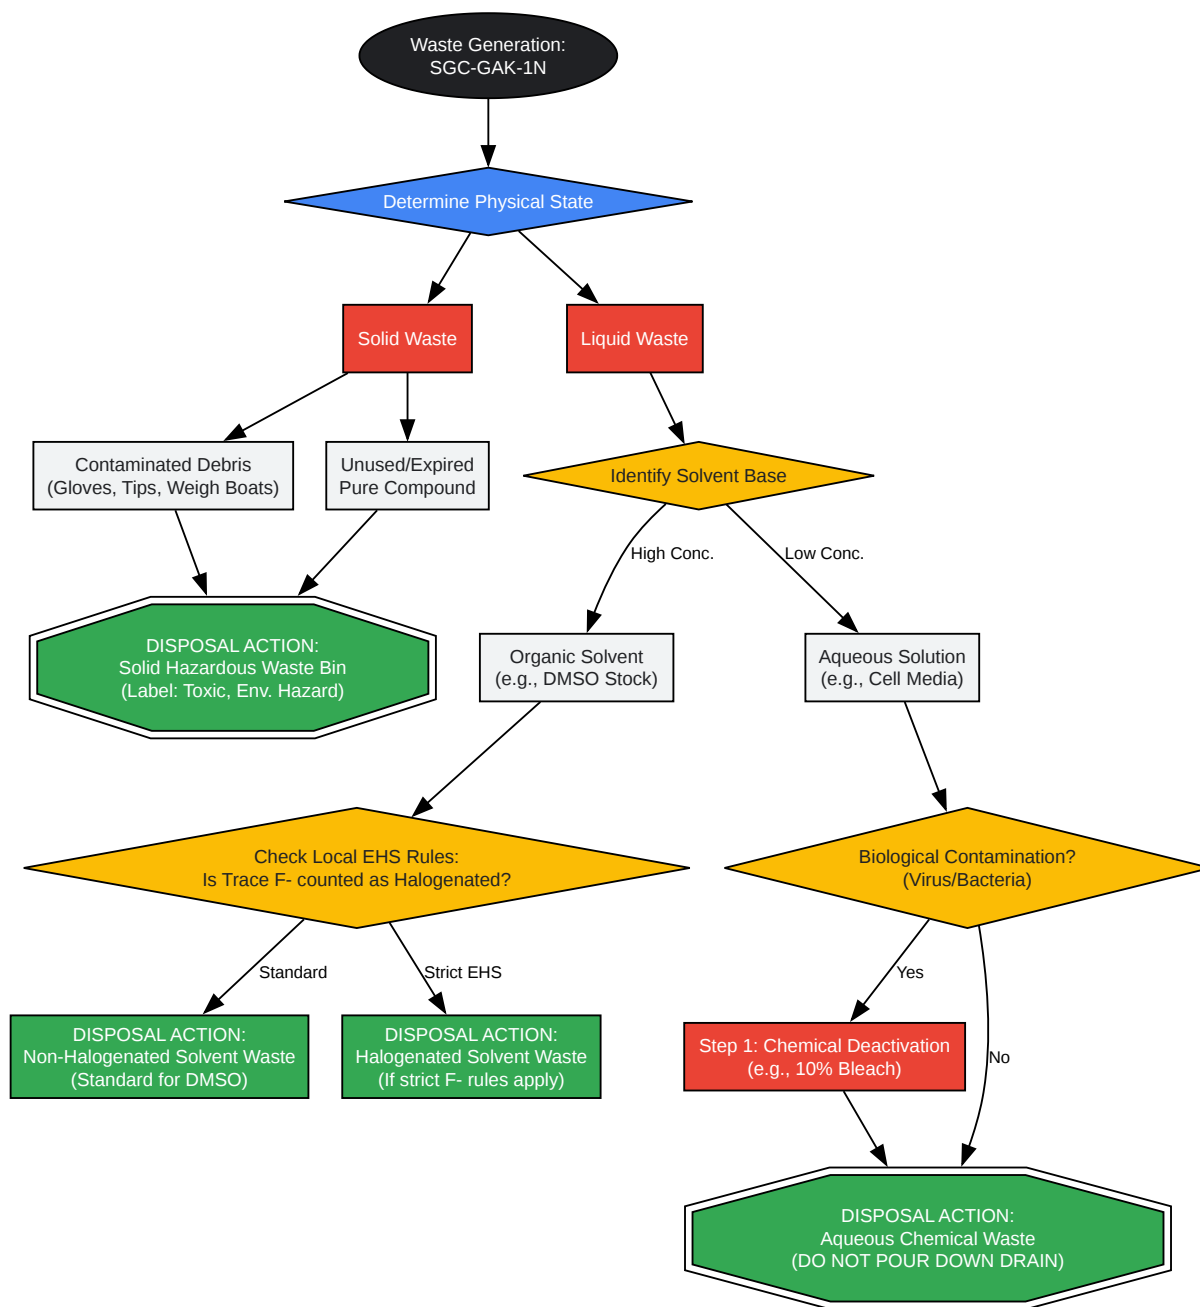 Waste Generation:
SGC-GAK-1N
Determine Physical State
Solid Waste
Liquid Waste
Contaminated Debris
(Gloves, Tips, Weigh Boats)
Unused/Expired
Pure Compound
Identify Solvent Base
High Conc.
Low Conc.
DISPOSAL ACTION:
Solid Hazardous Waste Bin
(Label: Toxic, Env. Hazard)
Organic Solvent
(e.g., DMSO Stock)
Aqueous Solution
(e.g., Cell Media)
Check Local EHS Rules:
Is Trace F- counted as Halogenated?
Biological Contamination?
(Virus/Bacteria)
Standard
Strict EHS
Yes
DISPOSAL ACTION:
Non-Halogenated Solvent Waste
(Standard for DMSO)
DISPOSAL ACTION:
Halogenated Solvent Waste
(If strict F- rules apply)
Step 1: Chemical Deactivation
(e.g., 10% Bleach)
No
DISPOSAL ACTION:
Aqueous Chemical Waste
(DO NOT POUR DOWN DRAIN)